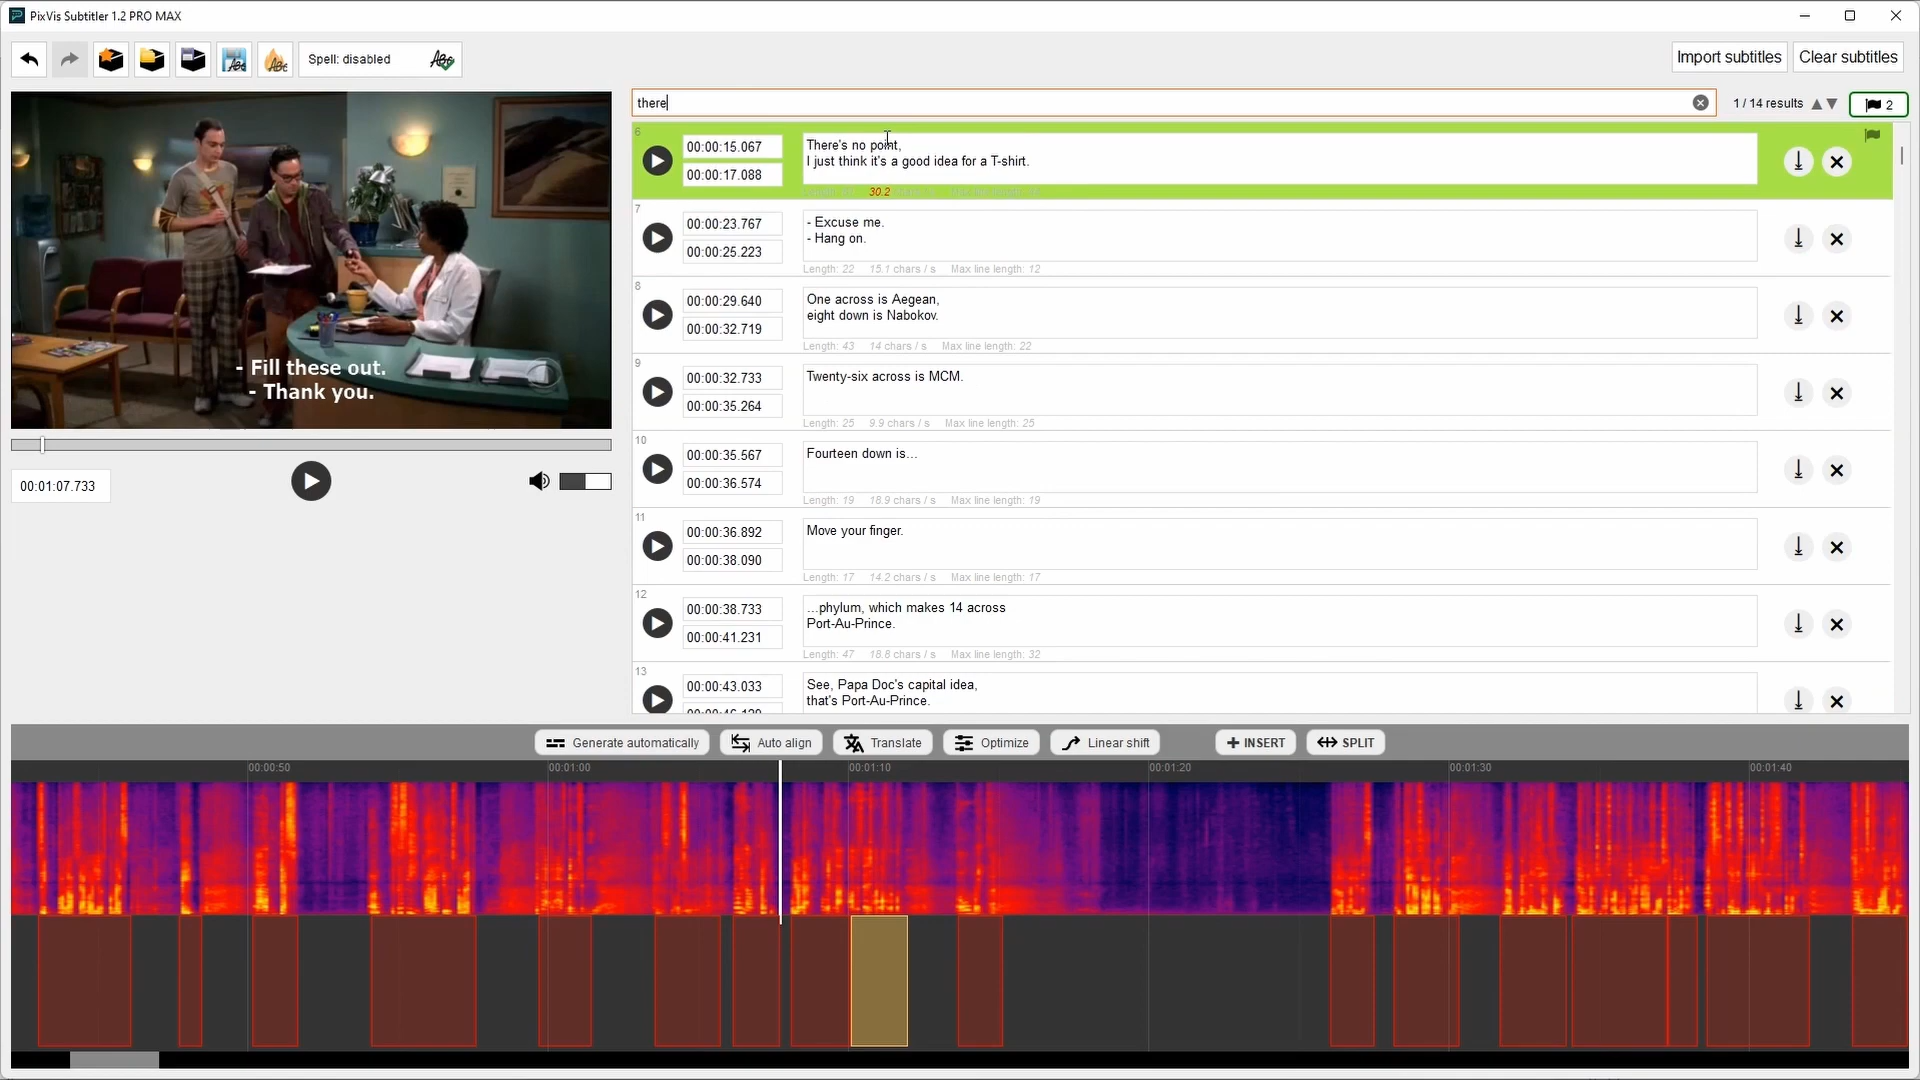 PixVis Subtitler 1.2 PRO MAX
Spell: disabled
Abc
Import subtitles
Clear subtitles
there
1 / 14 results
2
- Fill these out.
- Thank you.
00:01:07.733
6
00:00:15.067
00:00:17.088
There's no point,
I just think it's a good idea for a T-shirt.
30.2
7
00:00:23.767
00:00:25.223
- Excuse me.
- Hang on.
Length: 22 15.1 chars / s Max line length: 12
8
00:00:29.640
00:00:32.719
One across is Aegean,
eight down is Nabokov.
Length: 43 14 chars / s Max line length: 22
9
00:00:32.733
00:00:35.264
Twenty-six across is MCM.
Length: 25 9.9 chars / s Max line length: 25
10
00:00:35.567
00:00:36.574
Fourteen down is...
Length: 19 18.9 chars / s Max line length: 19
11
00:00:36.892
00:00:38.090
Move your finger.
Length: 17 14.2 chars / s Max line length: 17
12
00:00:38.733
00:00:41.231
...phylum, which makes 14 across
Port-Au-Prince.
Length: 47 18.8 chars / s Max line length: 32
13
00:00:43.033
See, Papa Doc's capital idea,
that's Port-Au-Prince.
Generate automatically
Auto align
Translate
Optimize
Linear shift
+ INSERT
SPLIT
00:00:50
00:01:00
00:01:10
00:01:20
00:01:30
00:01:40